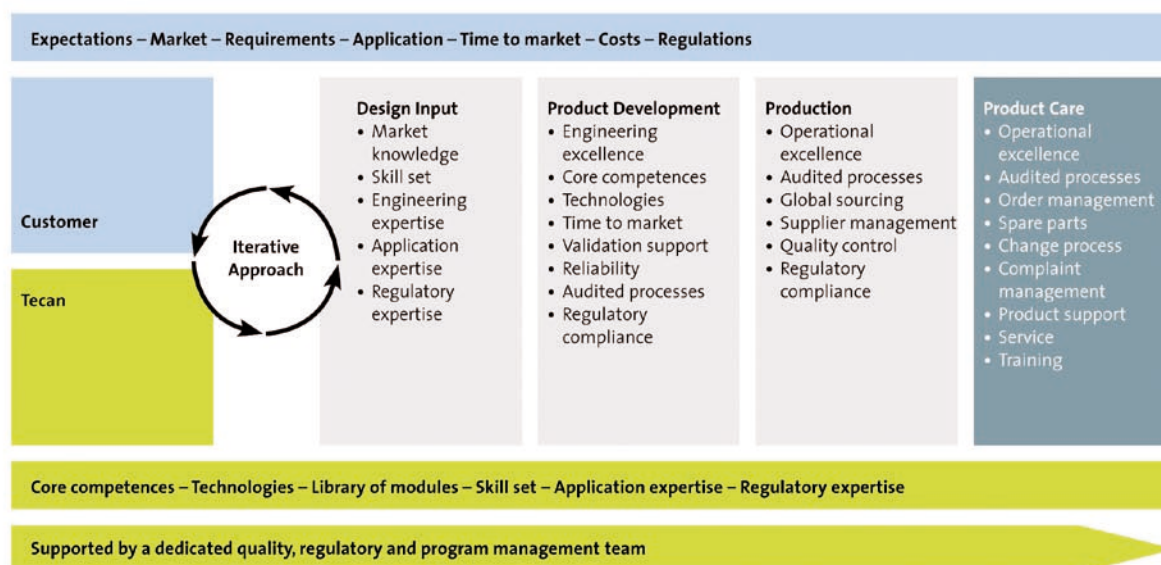 Expectations – Market – Requirements – Application – Time to market – Costs – Regulations
Customer
Tecan
Iterative
Approach
Design Input
• Market
knowledge
• Skill set
• Engineering
expertise
• Application
expertise
• Regulatory
expertise
Product Development
• Engineering
excellence
• Core competences
• Technologies
• Time to market
• Validation support
• Reliability
• Audited processes
• Regulatory
compliance
Production
• Operational
excellence
• Audited processes
• Global sourcing
• Supplier management
• Quality control
• Regulatory
compliance
Product Care
• Operational
excellence
• Audited processes
• Order management
• Spare parts
• Change process
• Complaint
management
• Product support
• Service
• Training
Core competences – Technologies – Library of modules – Skill set – Application expertise – Regulatory expertise
Supported by a dedicated quality, regulatory and program management team